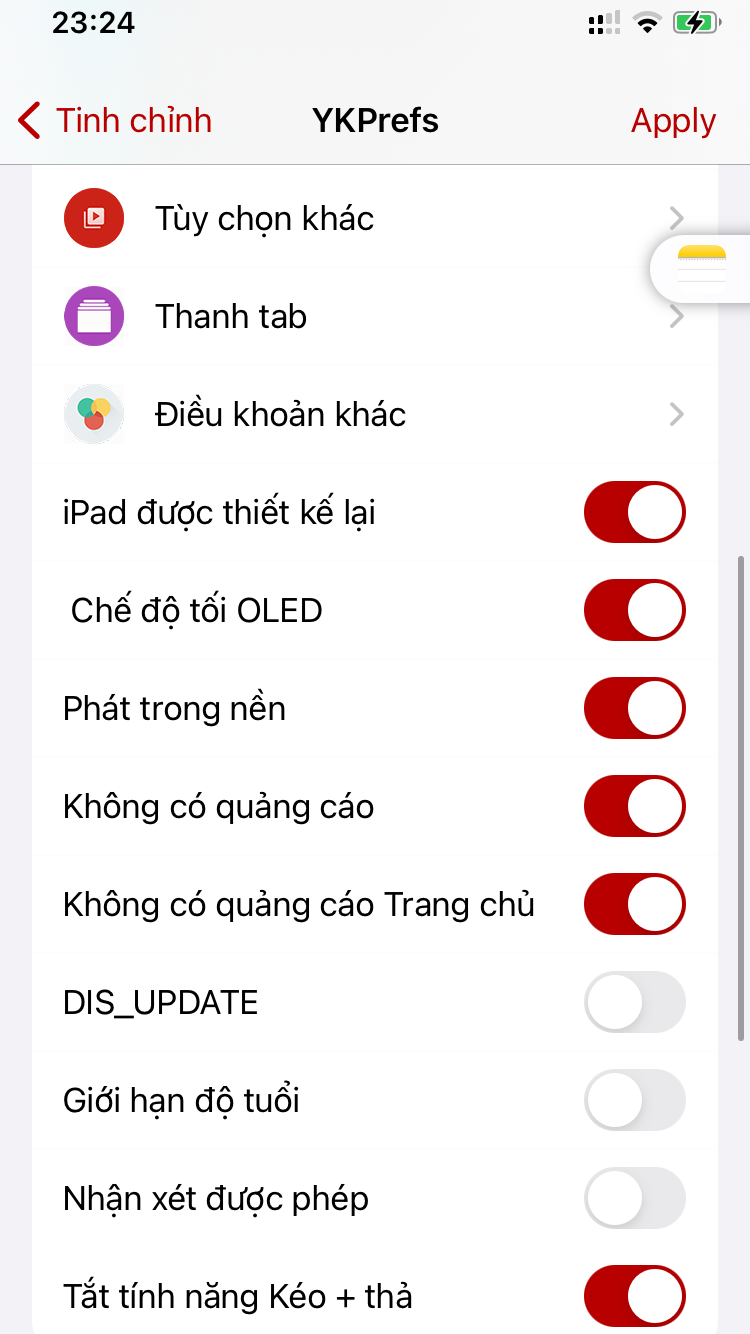 23:24
Tinh chỉnh
YKPrefs
Apply
Tùy chọn khác
Thanh tab
Điều khoản khác
iPad được thiết kế lại
Chế độ tối OLED
Phát trong nền
Không có quảng cáo
Không có quảng cáo Trang chủ
DIS_UPDATE
Giới hạn độ tuổi
Nhận xét được phép
Tắt tính năng Kéo + thả